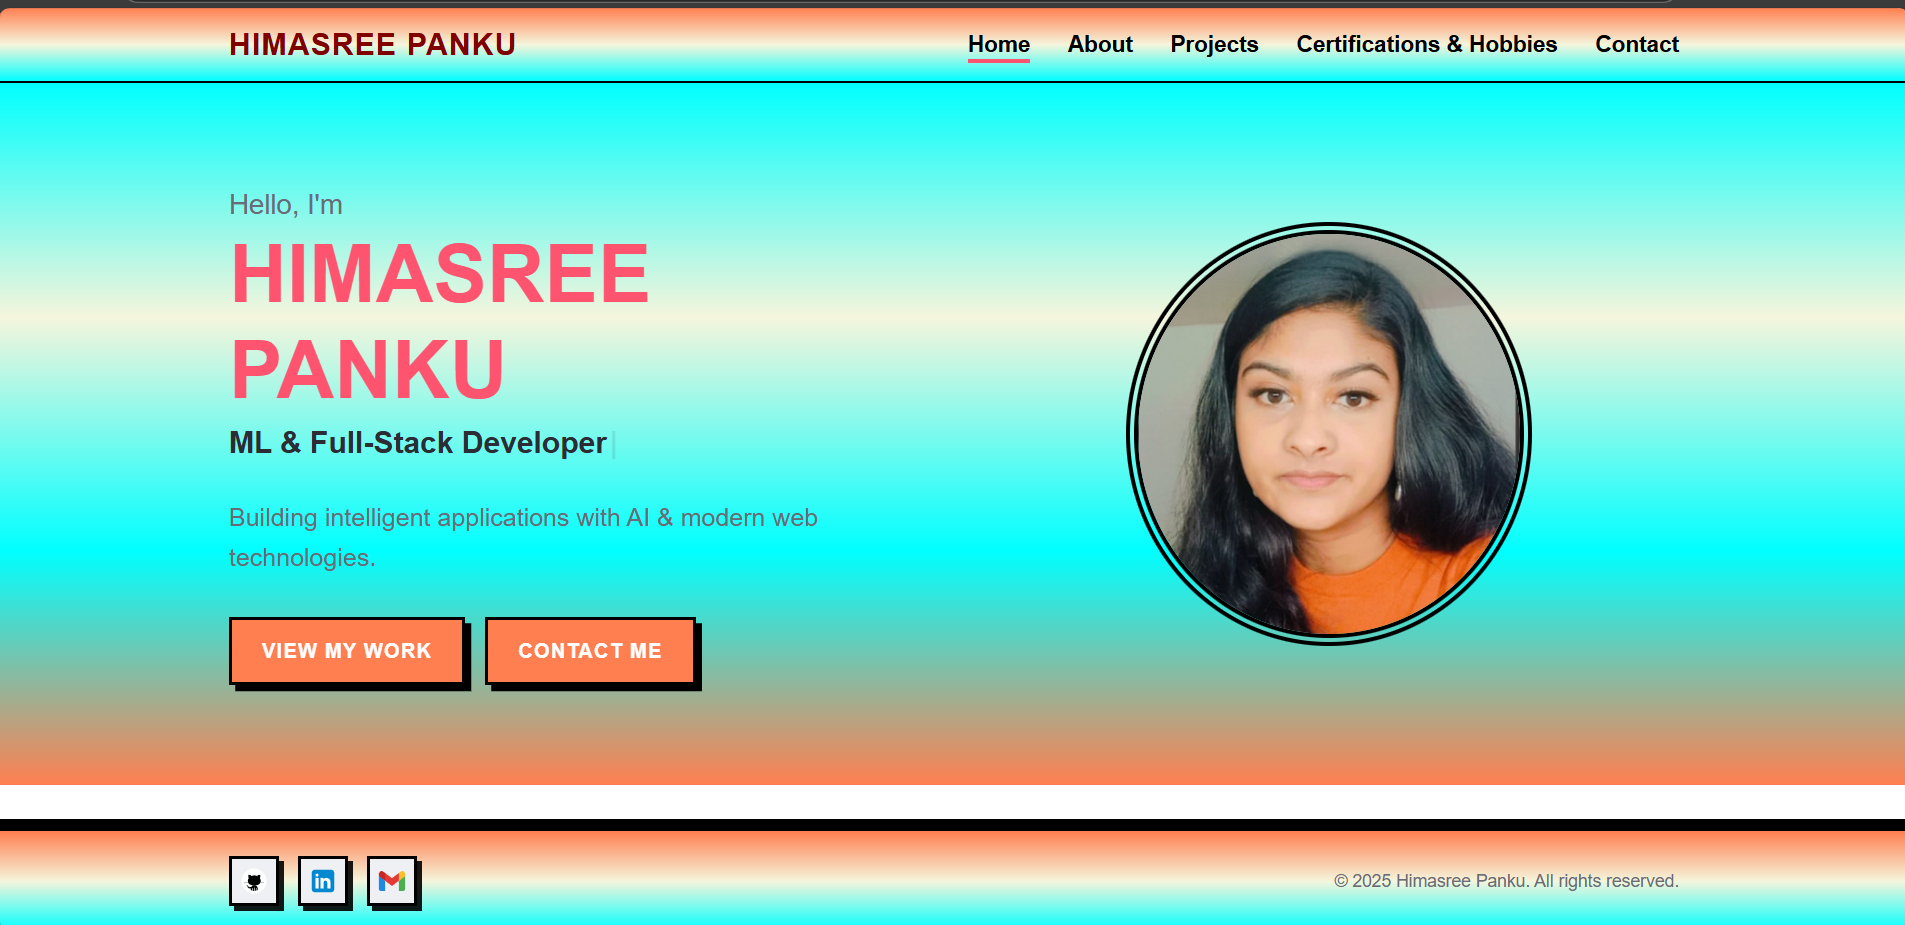 HIMASREE PANKU
Home About Projects Certifications & Hobbies Contact
Hello, I'm
HIMASREE
PANKU
ML & Full-Stack Developer
Building intelligent applications with AI & modern web
technologies.
VIEW MY WORK
CONTACT ME
in
© 2025 Himasree Panku. All rights reserved.